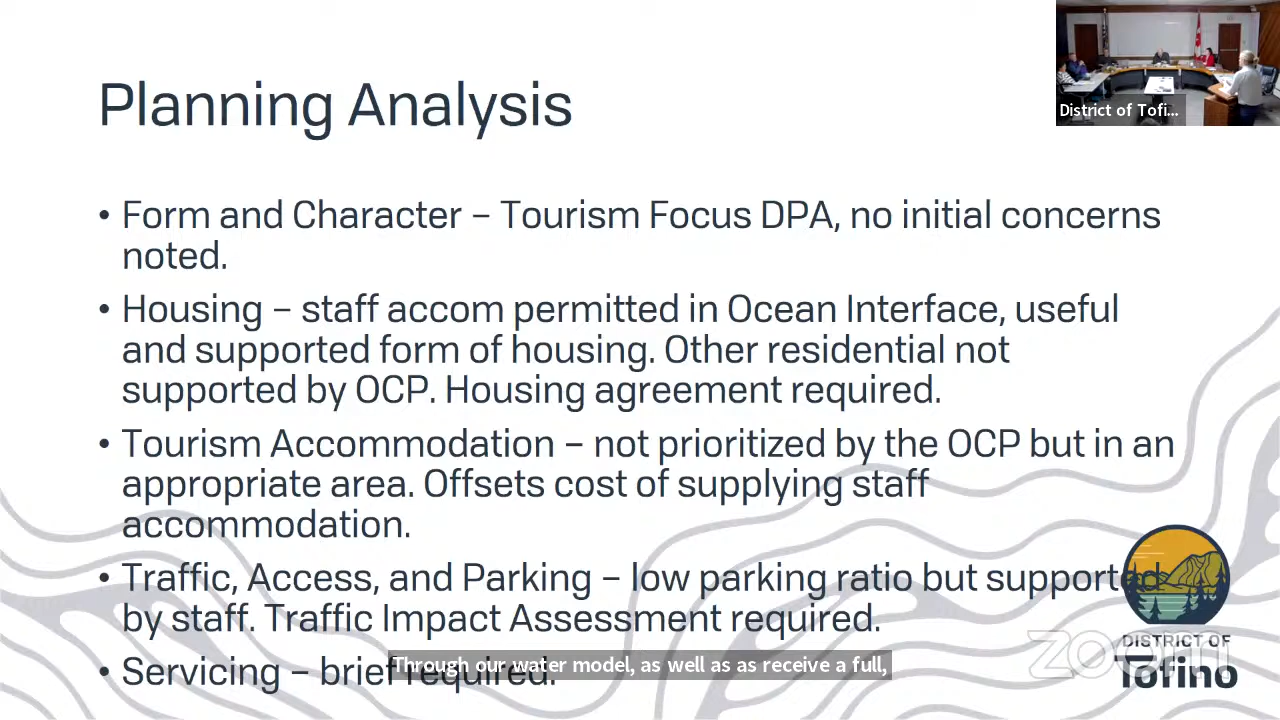 District of Tofi...
Planning Analysis
• Form and Character – Tourism Focus DPA, no initial concerns
noted.
• Housing – staff accom permitted in Ocean Interface, useful
and supported form of housing. Other residential not
supported by OCP. Housing agreement required.
• Tourism Accommodation – not prioritized by the OCP but in an
appropriate area. Offsets cost of supplying staff
accommodation.
• Traffic, Access, and Parking – low parking ratio but supported
by staff. Traffic Impact Assessment required.
• Servicing – brief required.
Through our water model, as well as as receive a full,
DISTRICT OF
Tofino
zoom